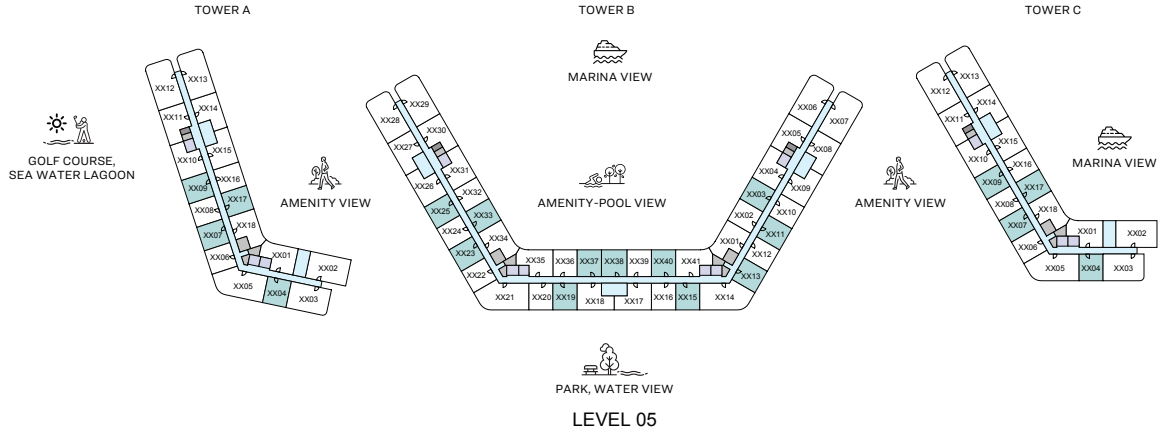 TOWER A
TOWER B
TOWER C
MARINA VIEW
GOLF COURSE,
SEA WATER LAGOON
AMENITY VIEW
AMENITY-POOL VIEW
AMENITY VIEW
MARINA VIEW
PARK, WATER VIEW
LEVEL 05
XX13
XX12
XX14
XX11
XX15
XX10
XX16
XX09
XX17
XX08
XX07
XX18
XX06
XX01
XX02
XX05
XX04
XX03
XX29
XX28
XX30
XX27
XX31
XX26
XX32
XX25
XX33
XX24
XX34
XX23
XX22
XX35
XX36
XX37
XX38
XX39
XX40
XX41
XX21
XX20
XX19
XX18
XX17
XX16
XX15
XX14
XX06
XX07
XX05
XX08
XX04
XX09
XX03
XX10
XX02
XX11
XX01
XX12
XX13
XX13
XX12
XX14
XX11
XX15
XX10
XX16
XX09
XX17
XX08
XX18
XX07
XX06
XX01
XX02
XX05
XX04
XX03